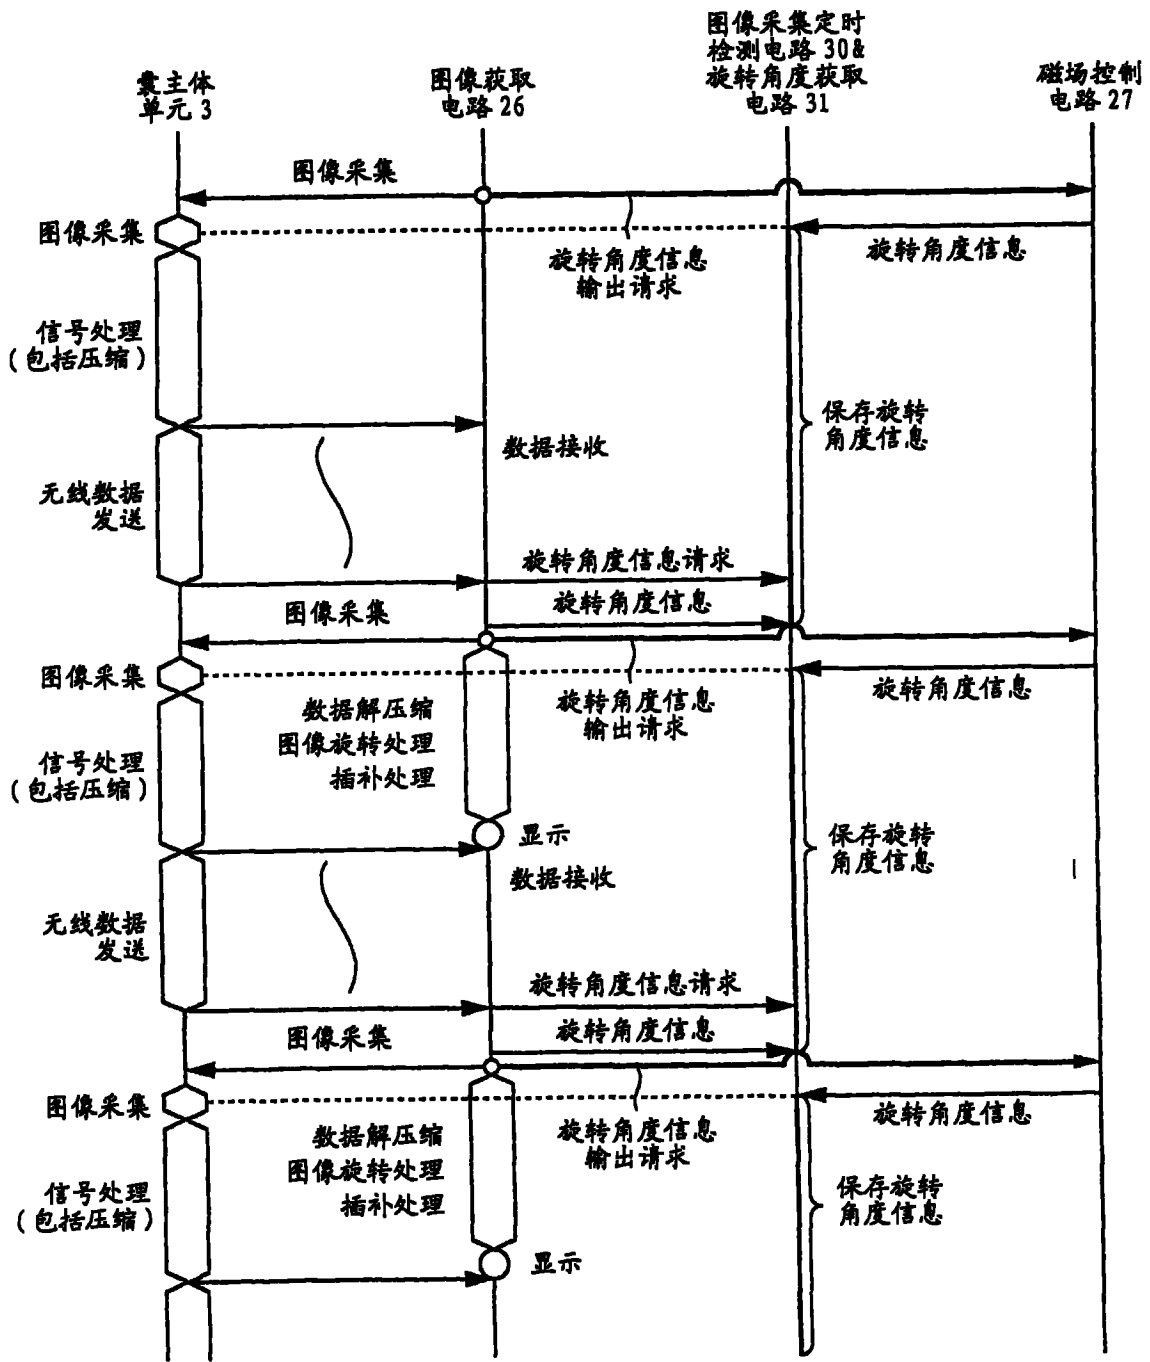 囊主体
单元 3
图像获取
电路 26
图像采集定时
检测电路 30&
旋转角度获取
电路 31
磁场控制
电路 27
图像采集
图像采集
旋转角度信息
输出请求
旋转角度信息
信号处理
(包括压缩)
保存旋转
角度信息
数据接收
无线数据
发送
旋转角度信息请求
旋转角度信息
图像采集
图像采集
旋转角度信息
输出请求
旋转角度信息
数据解压缩
图像旋转处理
插补处理
信号处理
(包括压缩)
显示
保存旋转
角度信息
数据接收
无线数据
发送
旋转角度信息请求
旋转角度信息
图像采集
图像采集
旋转角度信息
输出请求
旋转角度信息
数据解压缩
图像旋转处理
插补处理
信号处理
(包括压缩)
保存旋转
角度信息
显示